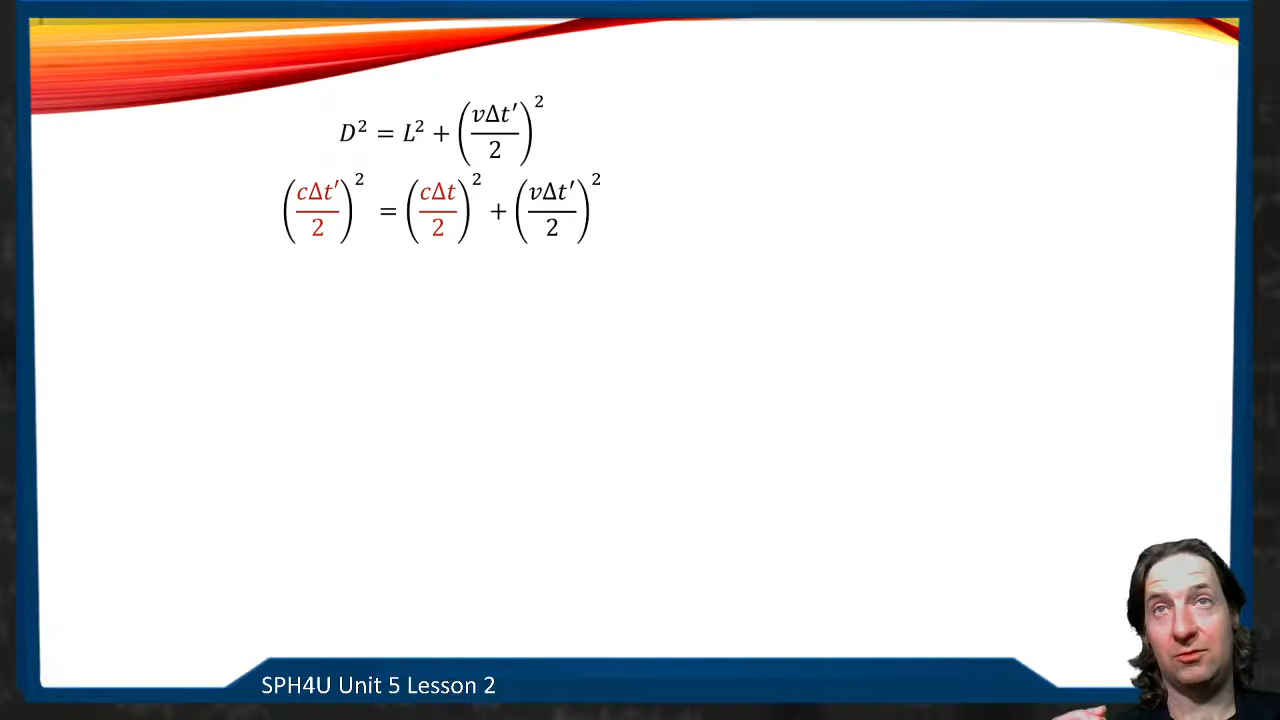 D² = L² + (vΔt′/2)²
(cΔt′/2)² = (cΔt/2)² + (vΔt′/2)²
SPH4U Unit 5 Lesson 2